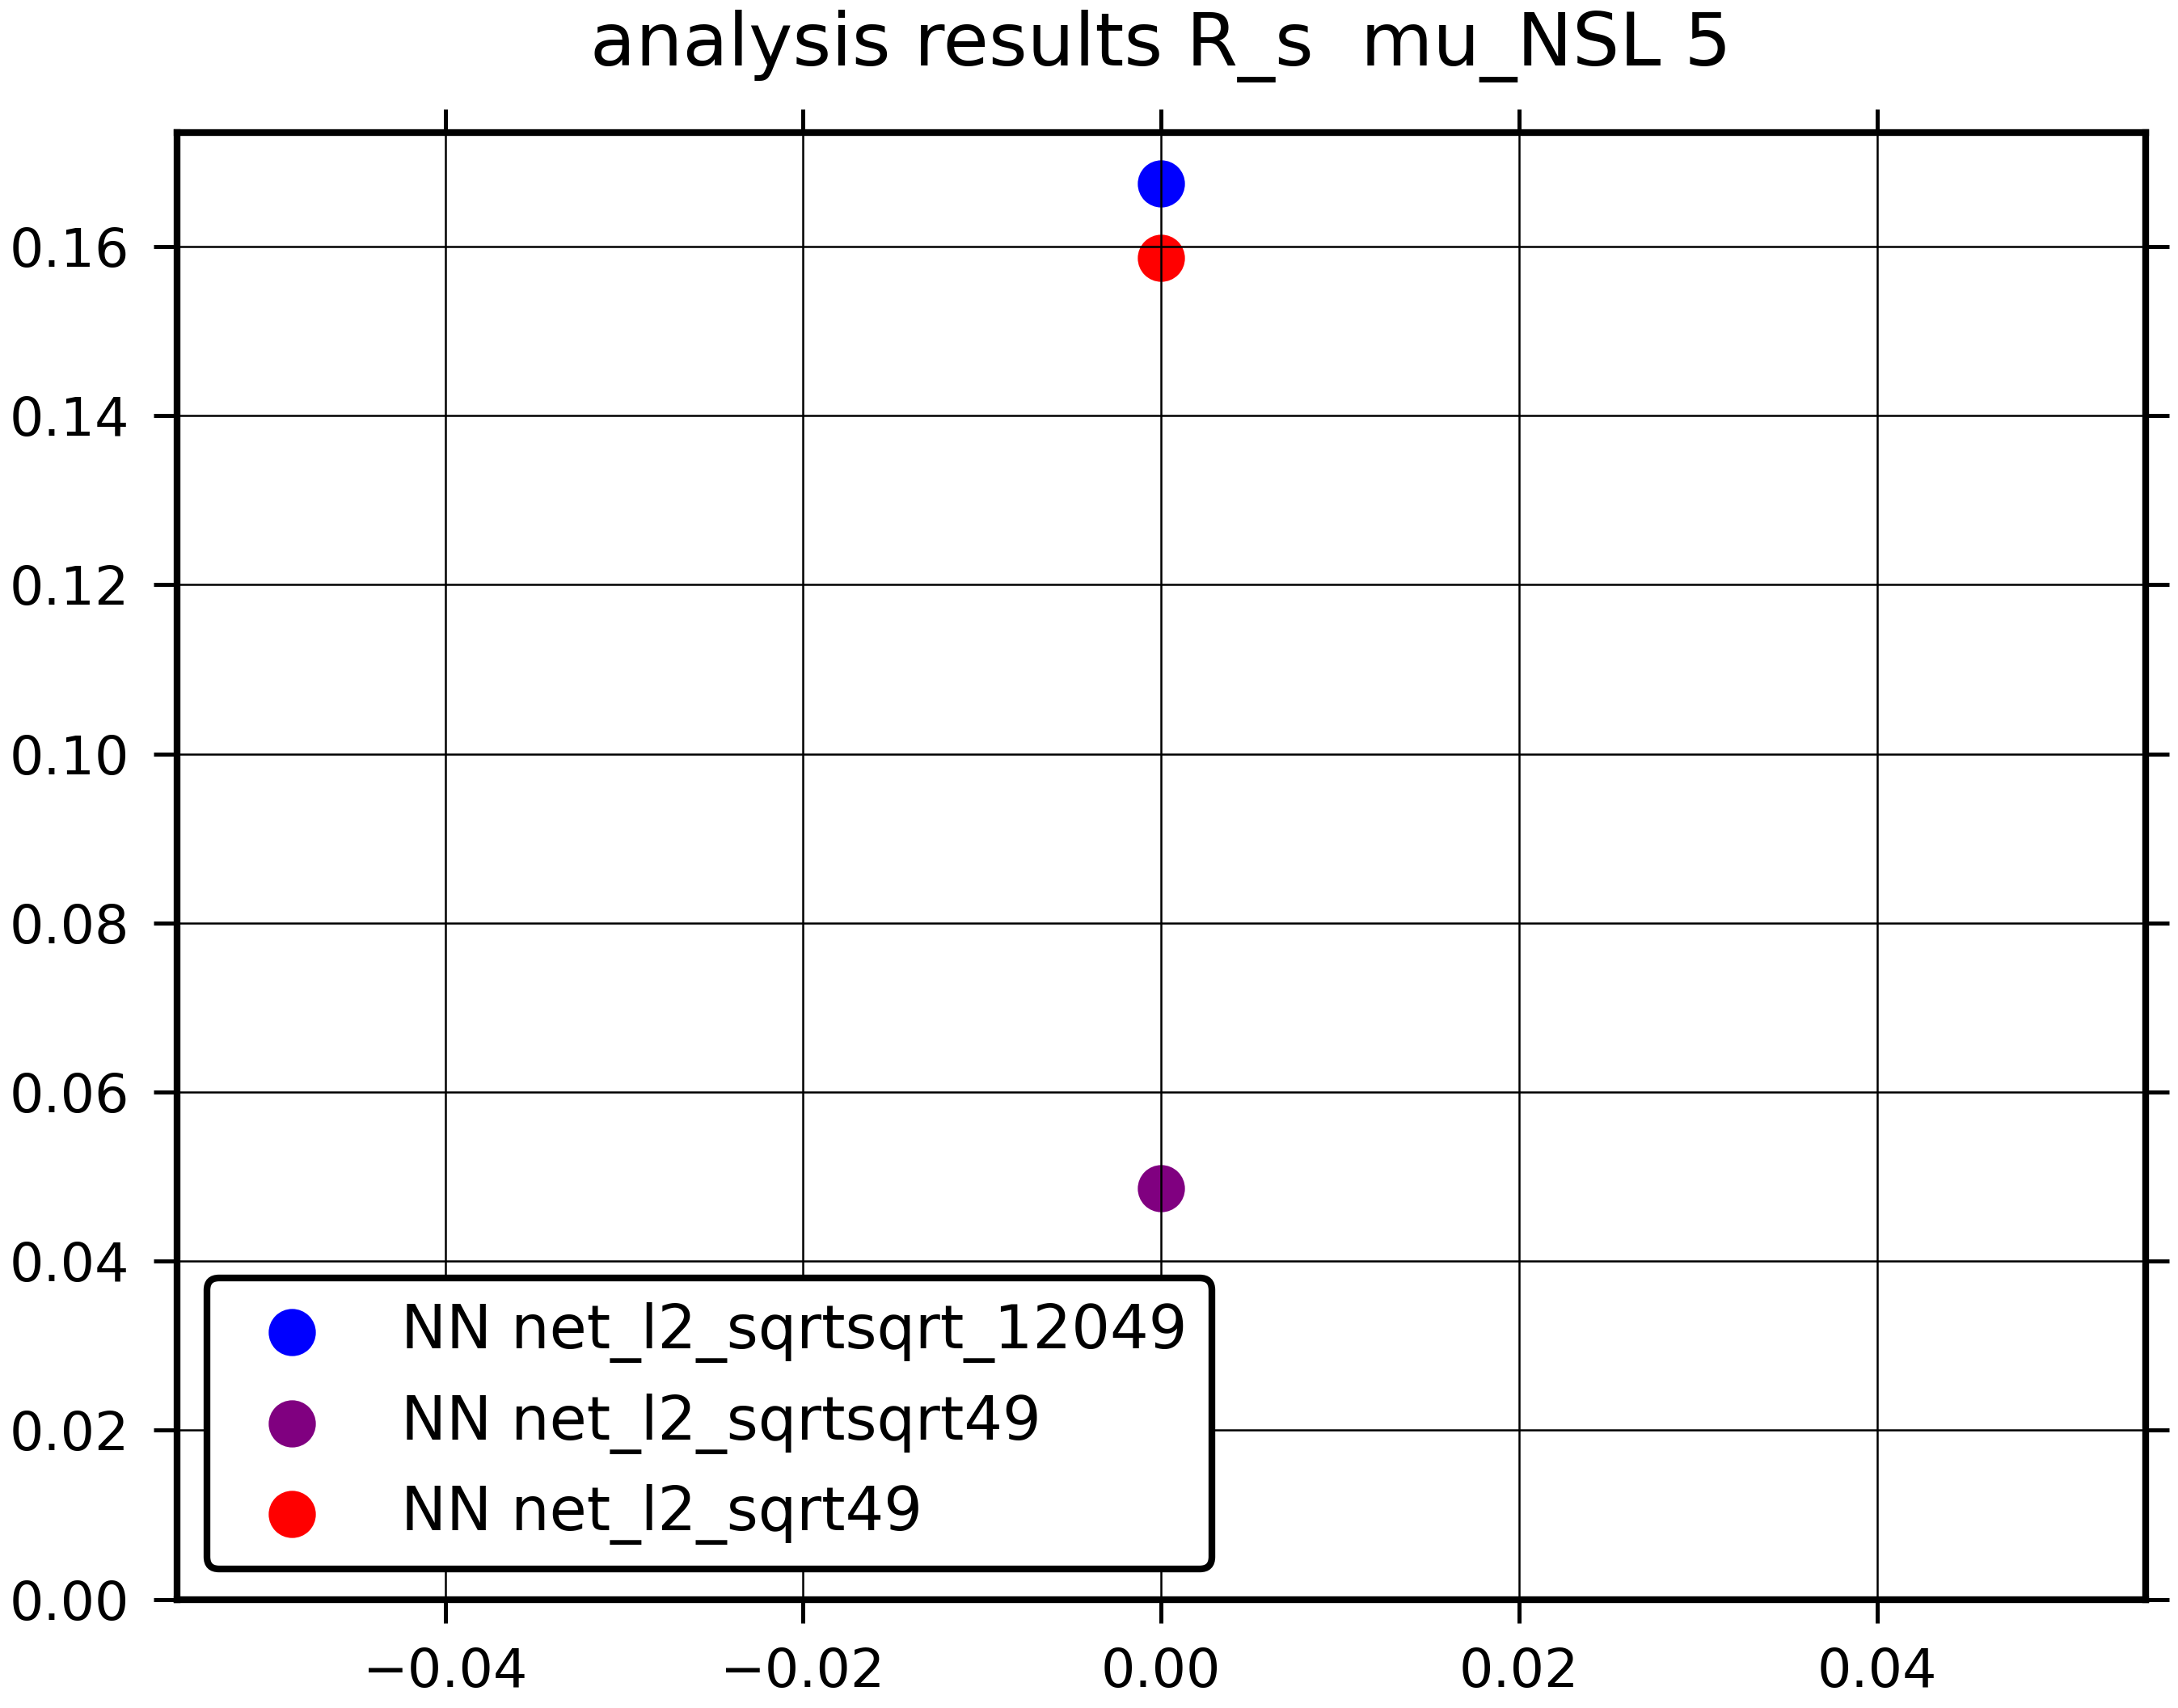 analysis results R_s  mu_NSL 5
0.16
0.14
0.12
0.10
0.08
0.06
0.04
0.02
0.00
NN net_l2_sqrtsqrt_12049
NN net_l2_sqrtsqrt49
NN net_l2_sqrt49
−0.04 −0.02 0.00 0.02 0.04